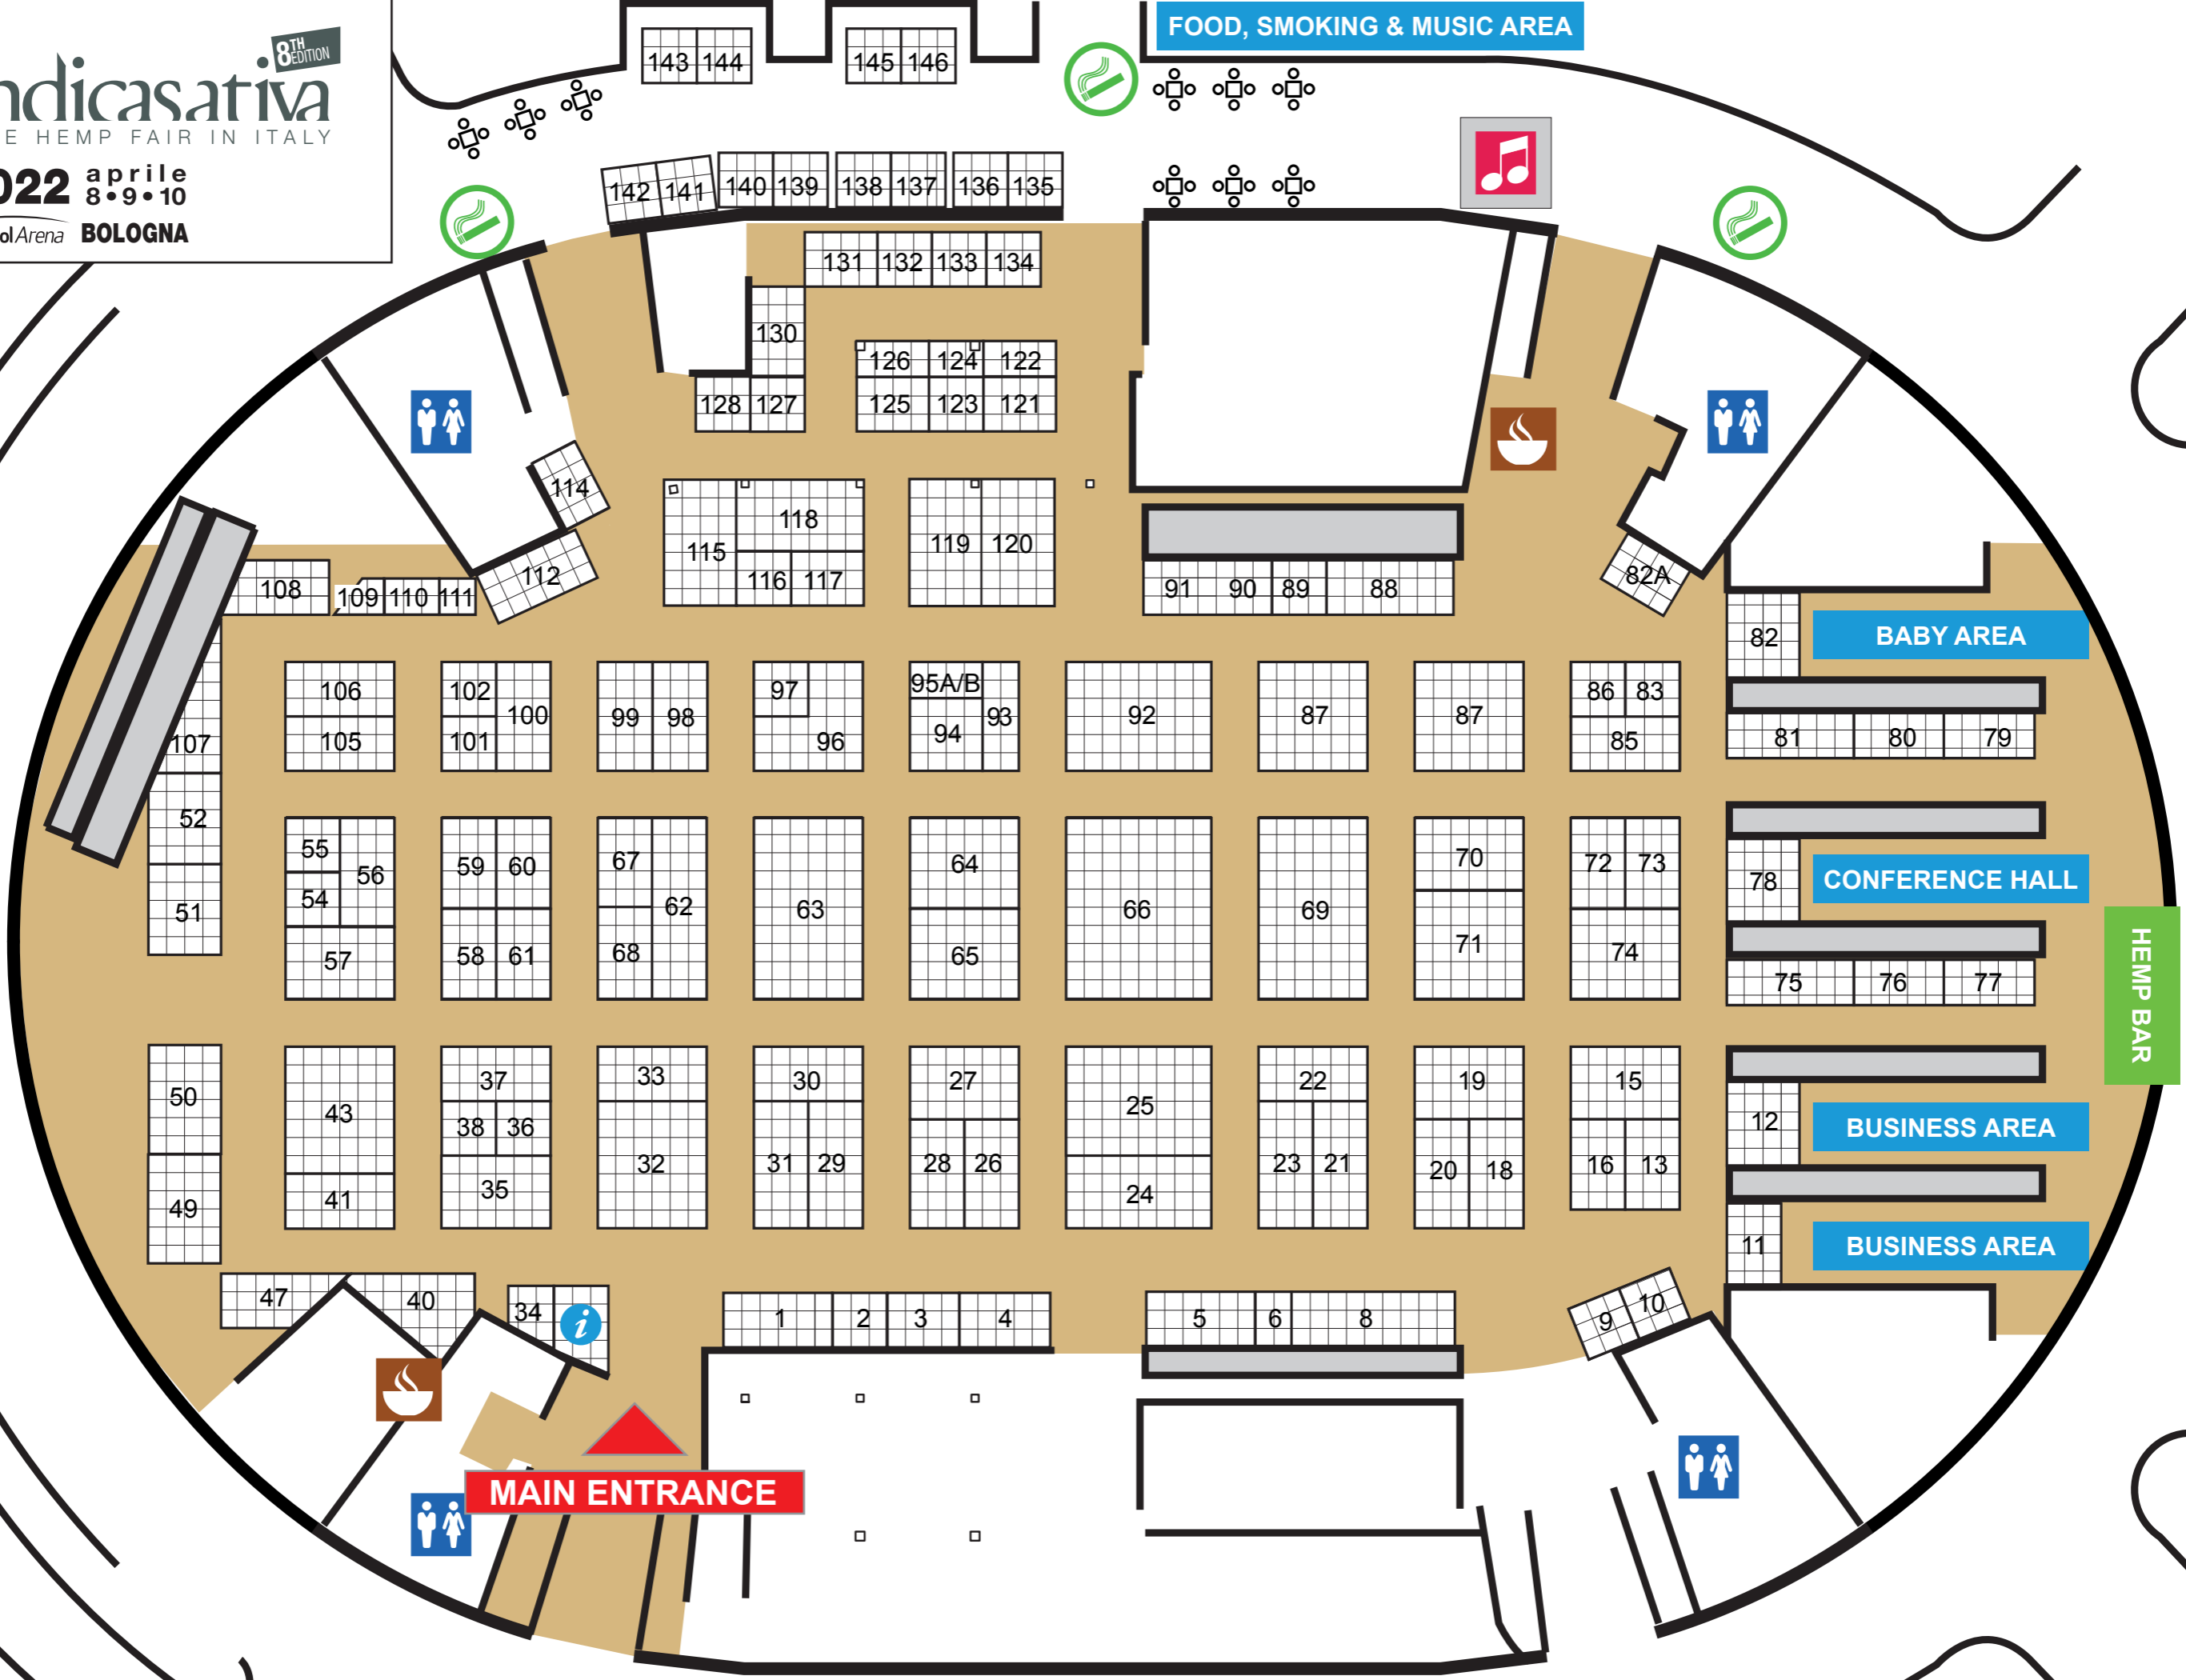 8TH EDITION
ndicasativa
E HEMP FAIR IN ITALY
022 aprile
8•9•10
ol Arena BOLOGNA
FOOD, SMOKING & MUSIC AREA
143 144 145 146
142 141 140 139 138 137 136 135
131 132 133 134
130
126 124 122
128 127 125 123 121
114
118
115 119 120
116 117
112
108 109 110 111
91 90 89 88
82A
82 BABY AREA
106 102 100 99 98 97 95A/B 93 92 87 87 86 83
107 105 101 96 94 85
81 80 79
52 55 56 59 60 67 62 63 64 66 69 70 72 73
78 CONFERENCE HALL
51 54 57 58 61 68 65 71 74
75 76 77
HEMP BAR
50 43 37 33 30 27 25 22 19 15
38 36
12 BUSINESS AREA
49 41 35 32 31 29 28 26 24 23 21 20 18 16 13
11 BUSINESS AREA
47 40 34 i 1 2 3 4 5 6 8 9 10
MAIN ENTRANCE